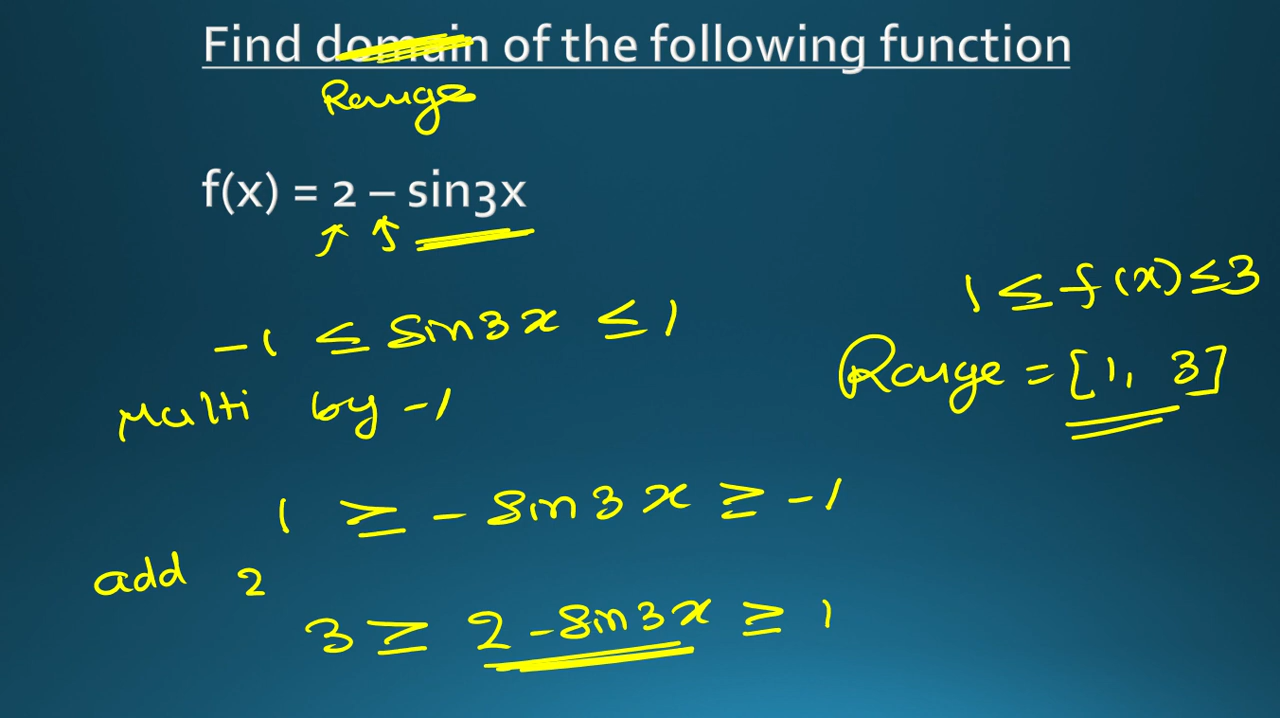 Find domain of the following function
Range
f(x) = 2 – sin3x
-1 ≤ sin3x ≤ 1
Multi by -1
1 ≥ - sin3x ≥ -1
add 2
3 ≥ 2 - sin3x ≥ 1
1 ≤ f(x) ≤ 3
Range = [1, 3]